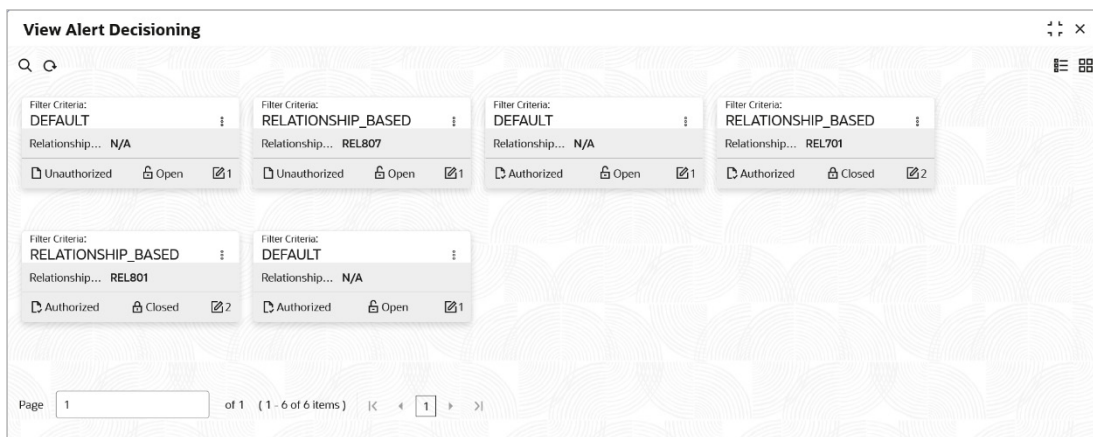 View Alert Decisioning
Filter Criteria:
DEFAULT
Relationship... N/A
Unauthorized Open 1
Filter Criteria:
RELATIONSHIP_BASED
Relationship... REL807
Unauthorized Open 1
Filter Criteria:
DEFAULT
Relationship... N/A
Authorized Open 1
Filter Criteria:
RELATIONSHIP_BASED
Relationship... REL701
Authorized Closed 2
Filter Criteria:
RELATIONSHIP_BASED
Relationship... REL801
Authorized Closed 2
Filter Criteria:
DEFAULT
Relationship... N/A
Authorized Open 1
Page 1 of 1 (1 - 6 of 6 items) 1